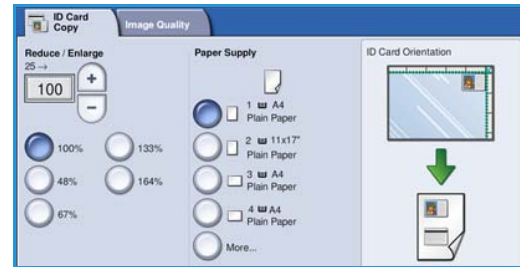 ID Card
Copy
Image Quality
Reduce / Enlarge
25 →
100
+
−
100%
133%
48%
164%
67%
Paper Supply
1 A4
Plain Paper
2 11x17"
Plain Paper
3 A4
Plain Paper
4 A4
Plain Paper
More...
ID Card Orientation